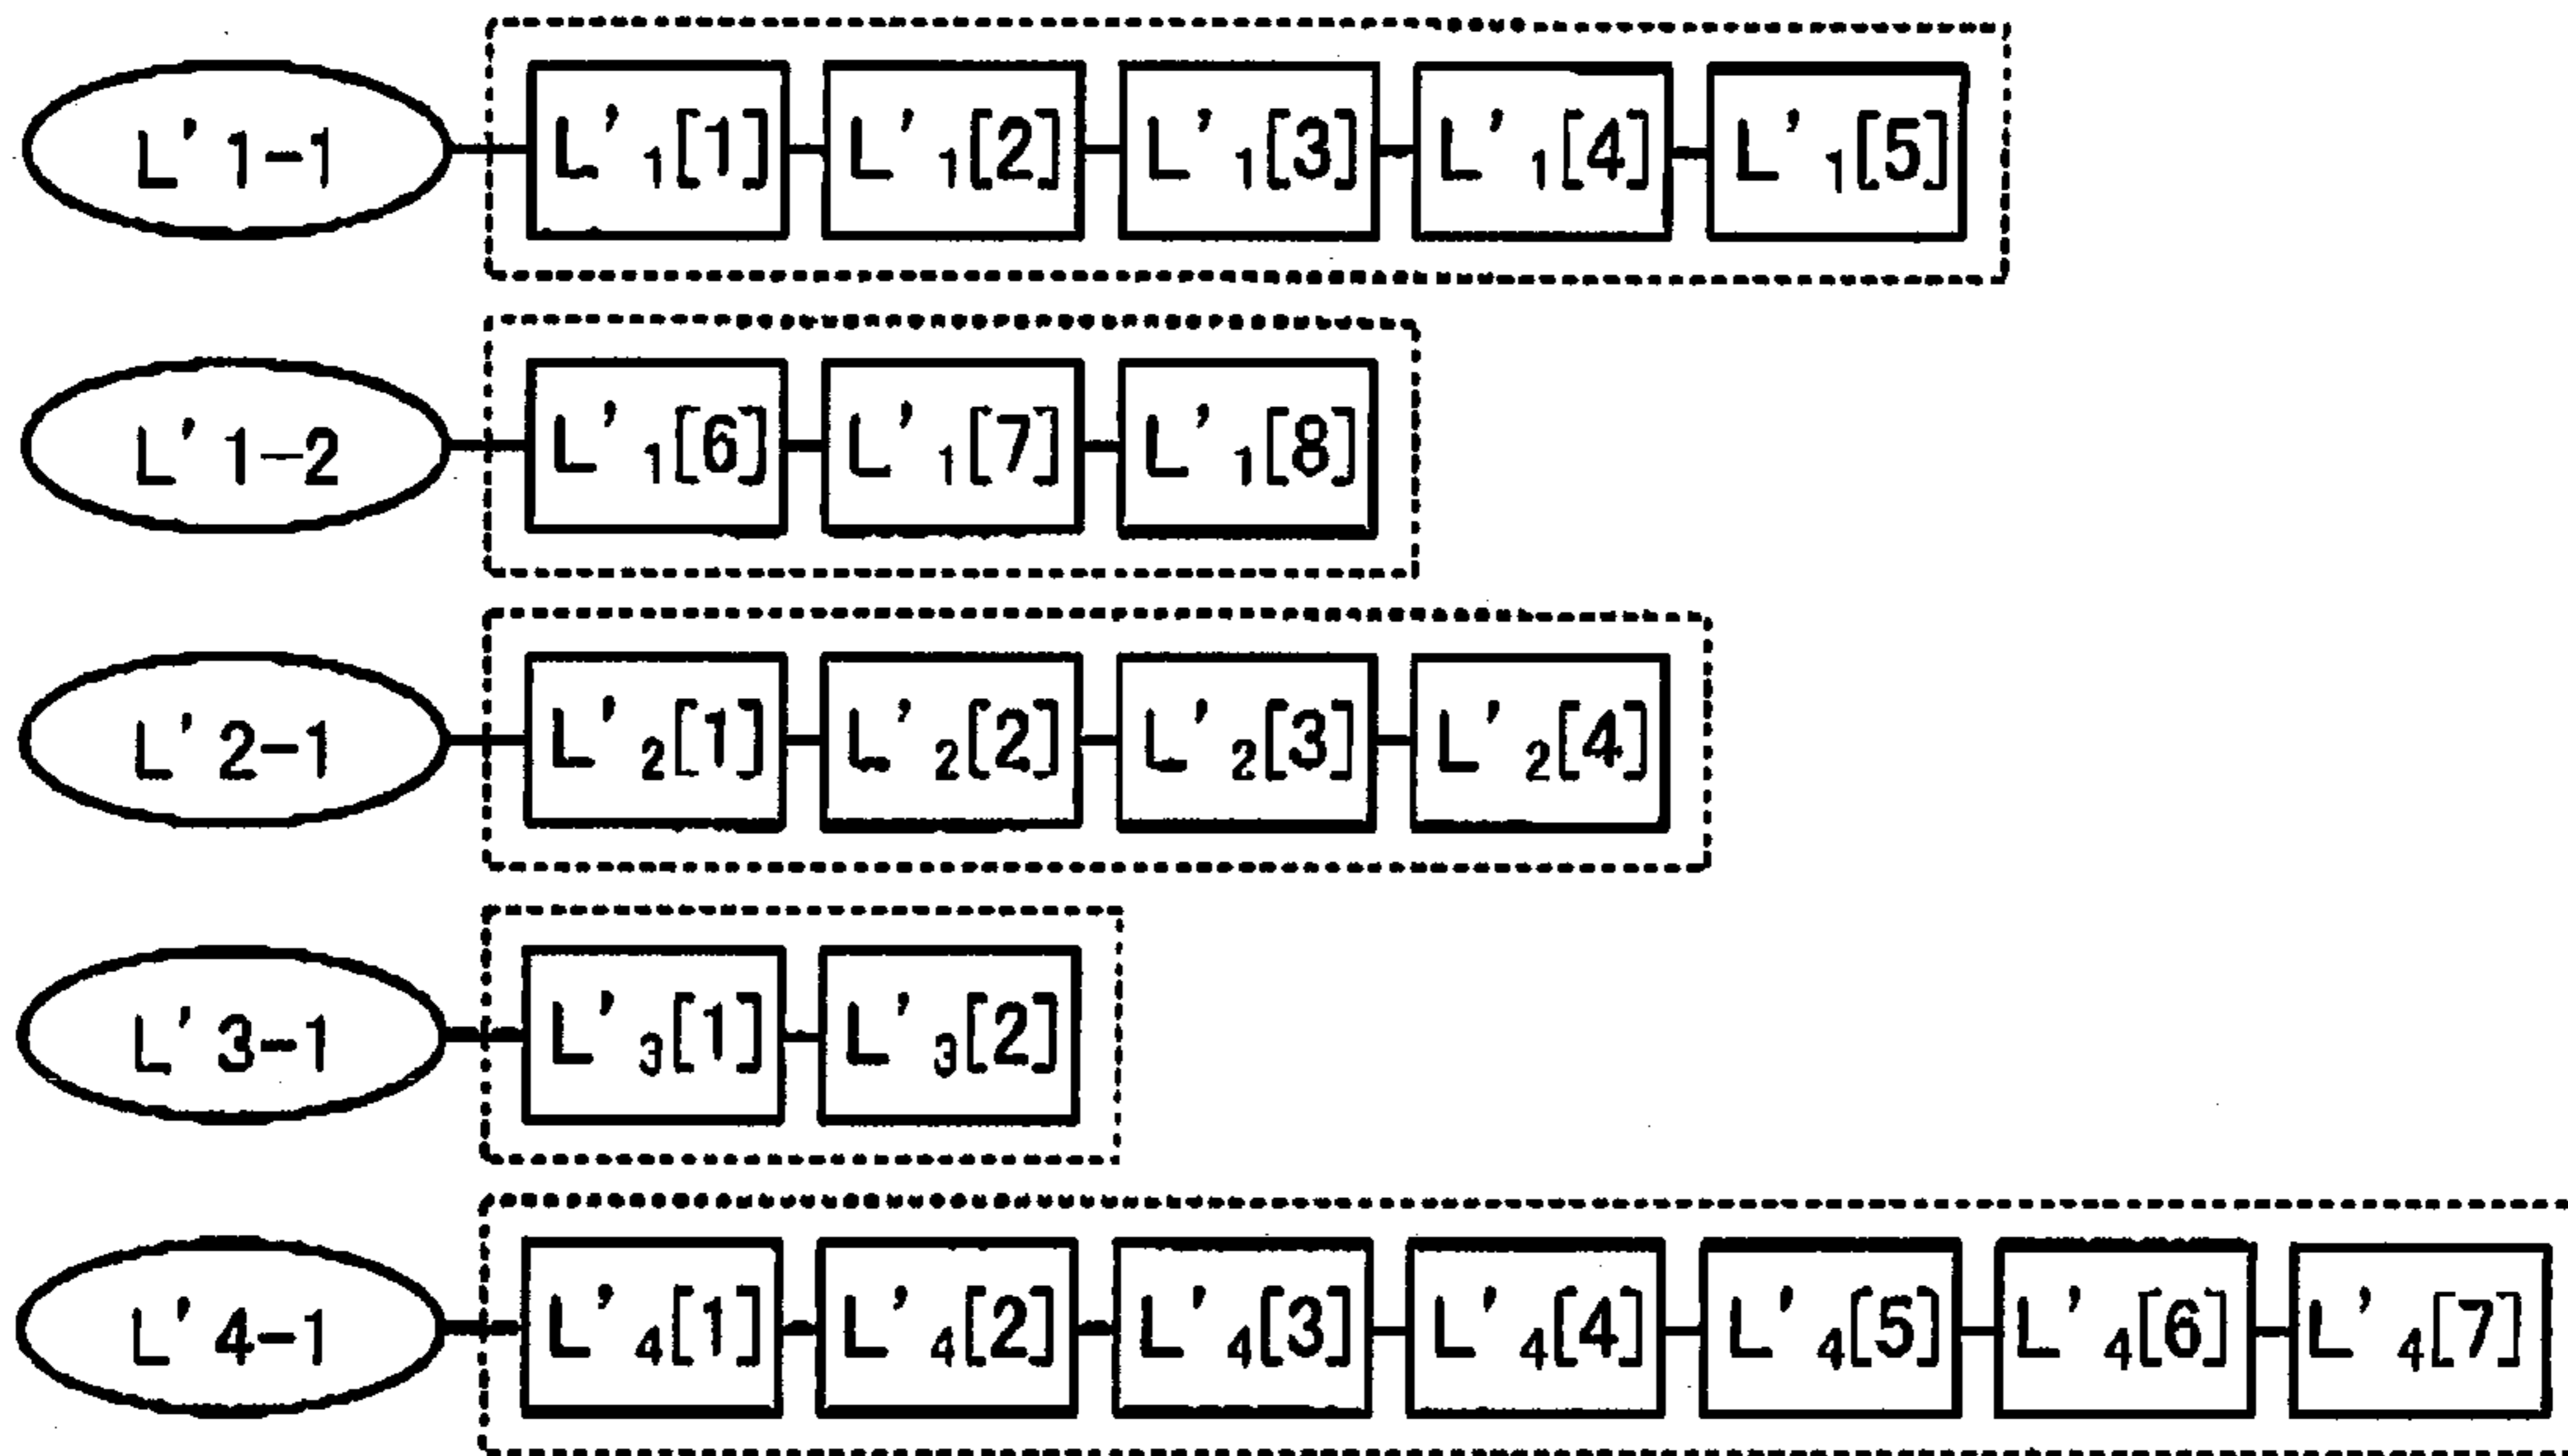 L' 1-1 L'₁[1] L'₁[2] L'₁[3] L'₁[4] L'₁[5]
L' 1-2 L'₁[6] L'₁[7] L'₁[8]
L' 2-1 L'₂[1] L'₂[2] L'₂[3] L'₂[4]
L' 3-1 L'₃[1] L'₃[2]
L' 4-1 L'₄[1] L'₄[2] L'₄[3] L'₄[4] L'₄[5] L'₄[6] L'₄[7]